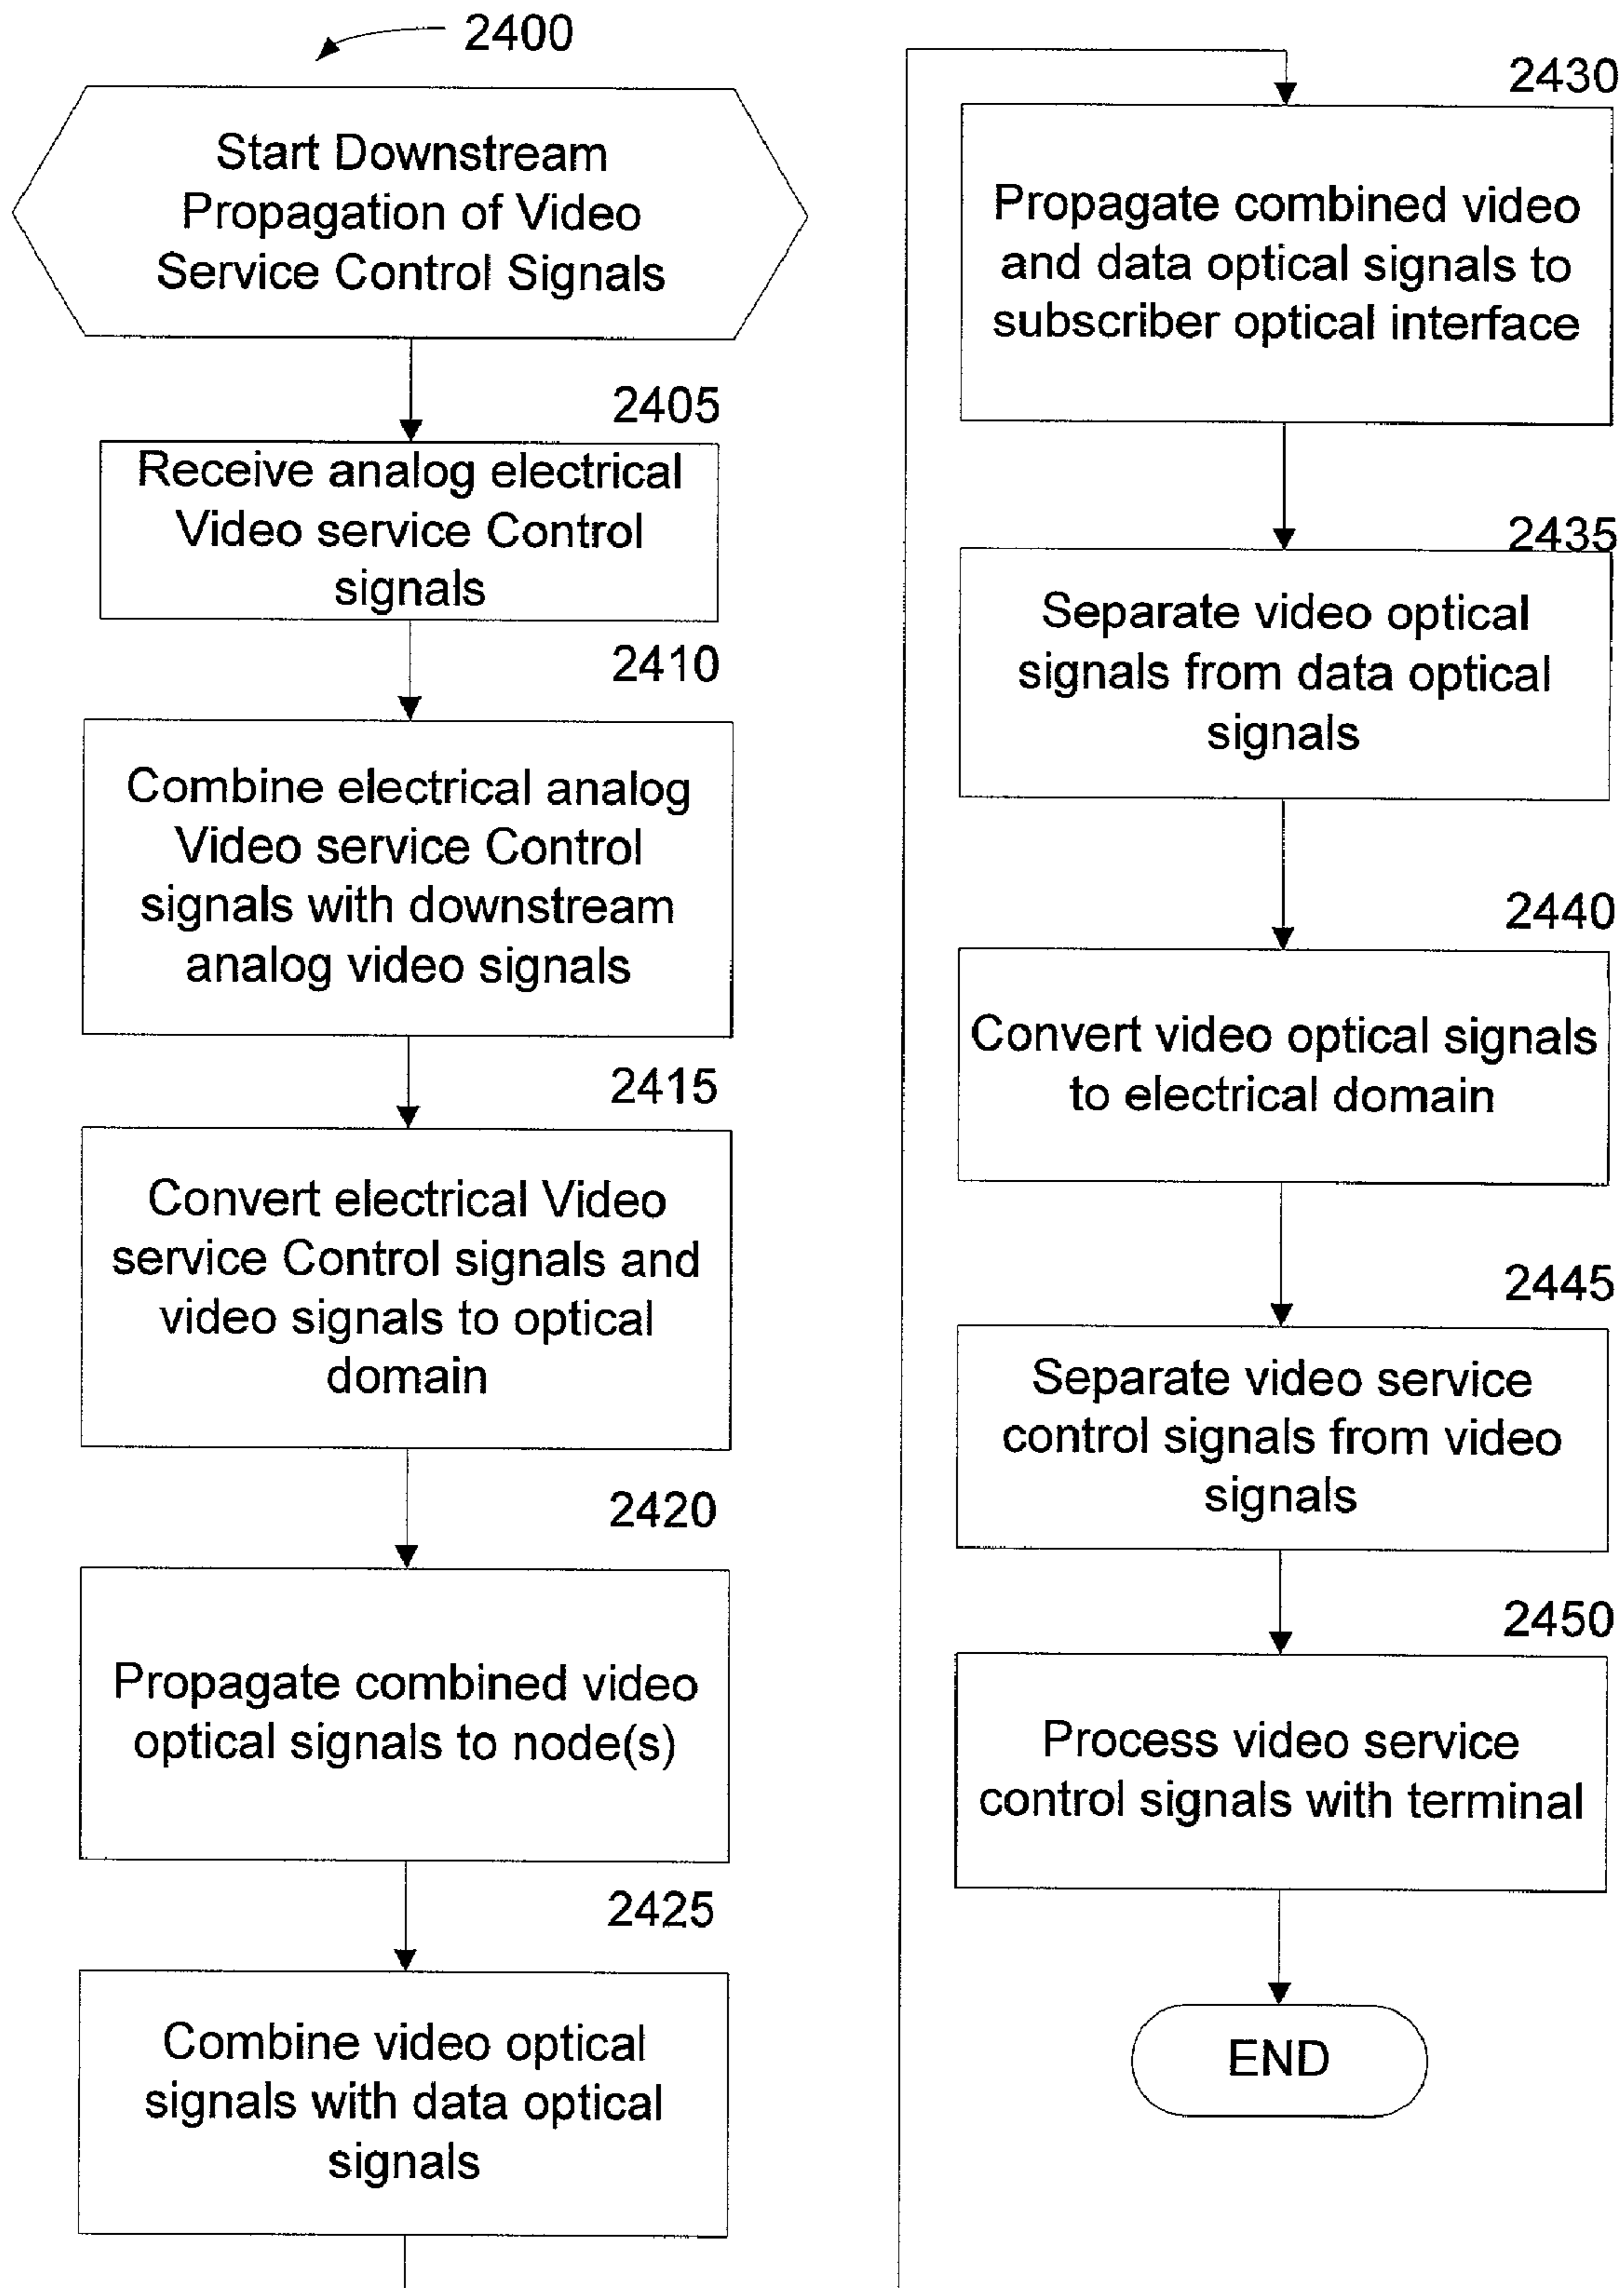 2400
Start Downstream
Propagation of Video
Service Control Signals
2405
Receive analog electrical
Video service Control
signals
2410
Combine electrical analog
Video service Control
signals with downstream
analog video signals
2415
Convert electrical Video
service Control signals and
video signals to optical
domain
2420
Propagate combined video
optical signals to node(s)
2425
Combine video optical
signals with data optical
signals
2430
Propagate combined video
and data optical signals to
subscriber optical interface
2435
Separate video optical
signals from data optical
signals
2440
Convert video optical signals
to electrical domain
2445
Separate video service
control signals from video
signals
2450
Process video service
control signals with terminal
END